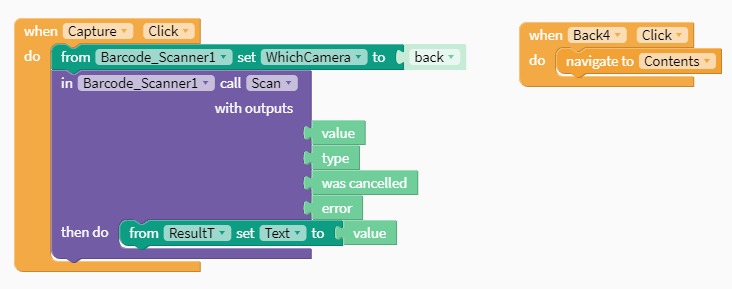 when Capture Click
do from Barcode_Scanner1 set WhichCamera to back
in Barcode_Scanner1 call Scan
with outputs
value
type
was cancelled
error
then do from ResultT set Text to value
when Back4 Click
do navigate to Contents